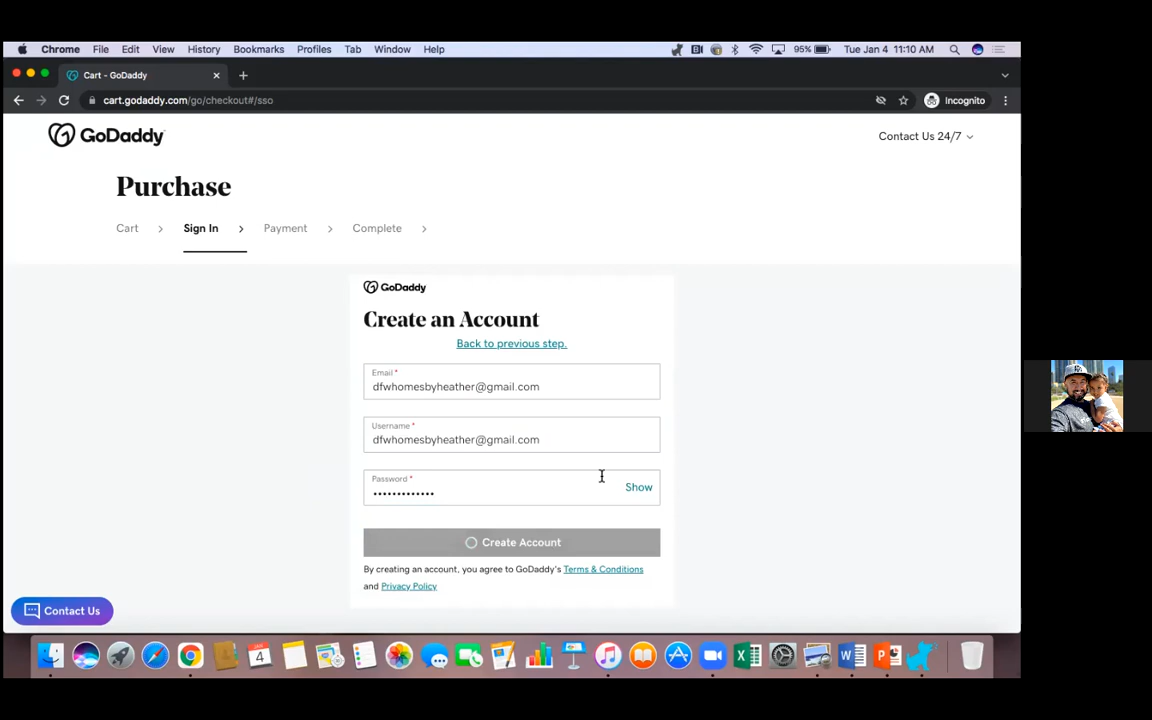 Chrome File Edit View History Bookmarks Profiles Tab Window Help 95% Tue Jan 4 11:10 AM
Cart - GoDaddy
cart.godaddy.com/go/checkout#/sso Incognito
GoDaddy Contact Us 24/7
Purchase
Cart Sign In Payment Complete
GoDaddy
Create an Account
Back to previous step.
Email *
dfwhomesbyheather@gmail.com
Username *
dfwhomesbyheather@gmail.com
Password *
••••••••••••• Show
Create Account
By creating an account, you agree to GoDaddy's Terms & Conditions
and Privacy Policy
Contact Us